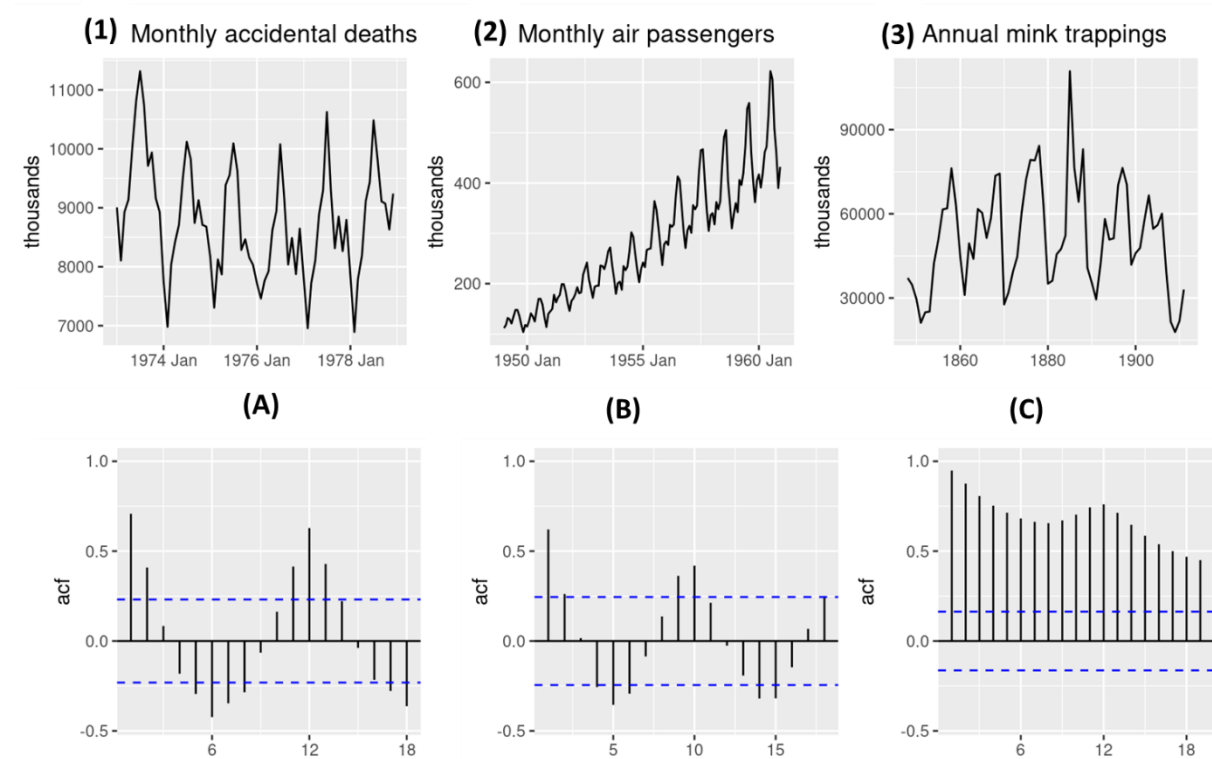 (1) Monthly accidental deaths
thousands
11000
10000
9000
8000
7000
1974 Jan 1976 Jan 1978 Jan
(2) Monthly air passengers
thousands
600
400
200
1950 Jan 1955 Jan 1960 Jan
(3) Annual mink trappings
thousands
90000
60000
30000
1860 1880 1900
(A)
acf
1.0
0.5
0.0
-0.5
6 12 18
(B)
acf
1.0
0.5
0.0
-0.5
5 10 15
(C)
acf
1.0
0.5
0.0
-0.5
6 12 18